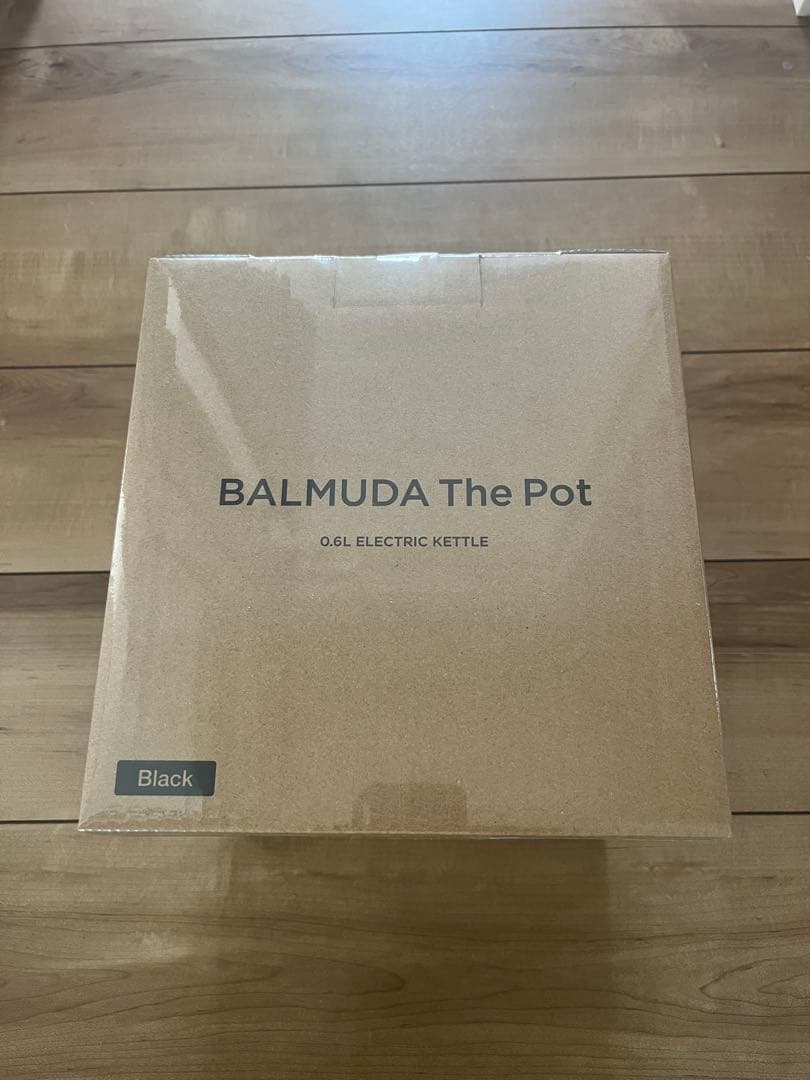 BALMUDA The Pot
0.6L ELECTRIC KETTLE
Black